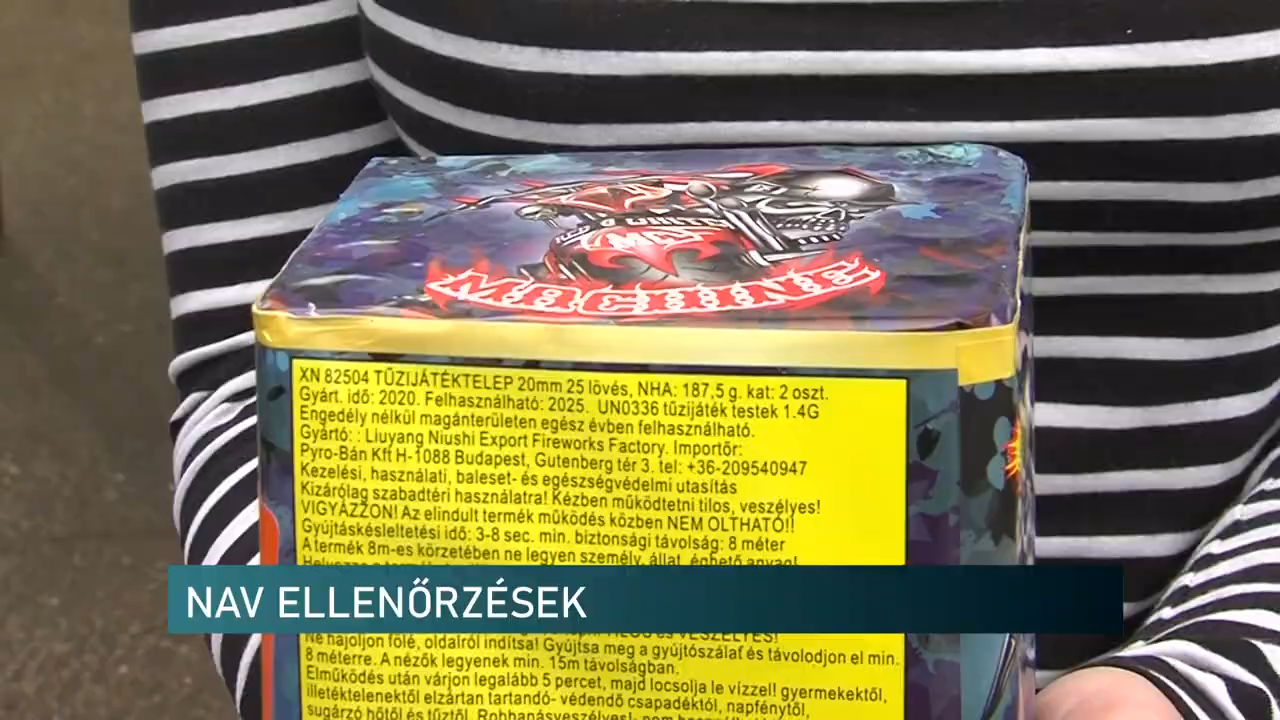 MACHINE
XN 82504 TŰZIJÁTÉKTELEP 20mm 25 lövés, NHA: 187,5 g. kat: 2 oszt.
Gyárt. idő: 2020. Felhasználható: 2025. UN0336 tűzijáték testek 1.4G
Engedély nélkül magánterületen egész évben felhasználható.
Gyártó: : Liuyang Niushi Export Fireworks Factory. Importőr:
Pyro-Bán Kft H-1088 Budapest, Gutenberg tér 3. tel: +36-209540947
Kezelési, használati, baleset- és egészségvédelmi utasítás
Kizárólag szabadtéri használatra! Kézben működtetni tilos, veszélyes!
VIGYÁZZON! Az elindult termék működés közben NEM OLTHATÓ!!
Gyújtáskésleltetési idő: 3-8 sec. min. biztonsági távolság: 8 méter
A termék 8m-es körzetében ne legyen személy, állat, éghető anyag!
NAV ELLENŐRZÉSEK
TILOS és VESZÉLYES!
Ne hajoljon fölé, oldalról indítsa! Gyújtsa meg a gyújtószálat és távolodjon el min.
8 méterre. A nézők legyenek min. 15m távolságban.
Elműködés után várjon legalább 5 percet, majd locsolja le vízzel! gyermekektől,
illetéktelenektől elzártan tartandó- védendő csapadéktól, napfénytől,
sugárzó hőtől és tűztől. Robbanásveszélyes!